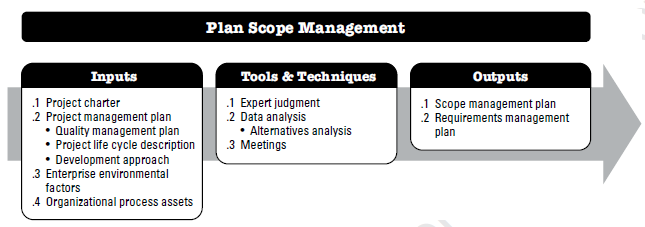 Plan Scope Management
Inputs
.1 Project charter
.2 Project management plan
• Quality management plan
• Project life cycle description
• Development approach
.3 Enterprise environmental
factors
.4 Organizational process assets
Tools & Techniques
.1 Expert judgment
.2 Data analysis
• Alternatives analysis
.3 Meetings
Outputs
.1 Scope management plan
.2 Requirements management
plan